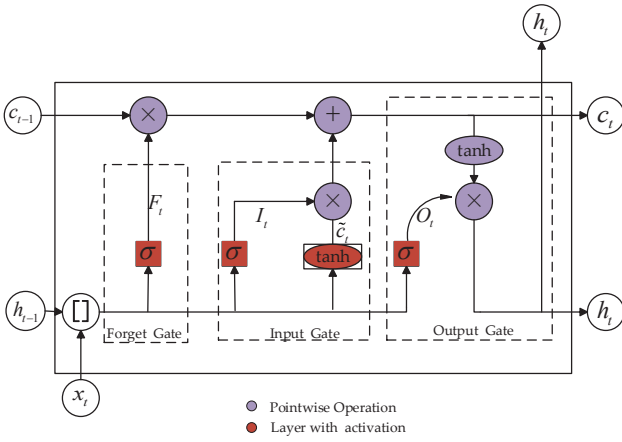 h_t
c_{t-1}
×
+
c_t
tanh
F_t
I_t
×
O_t
×
c̃_t
σ
σ
tanh
σ
h_{t-1}
[]
Forget Gate
Input Gate
Output Gate
h_t
x_t
Pointwise Operation
Layer with activation